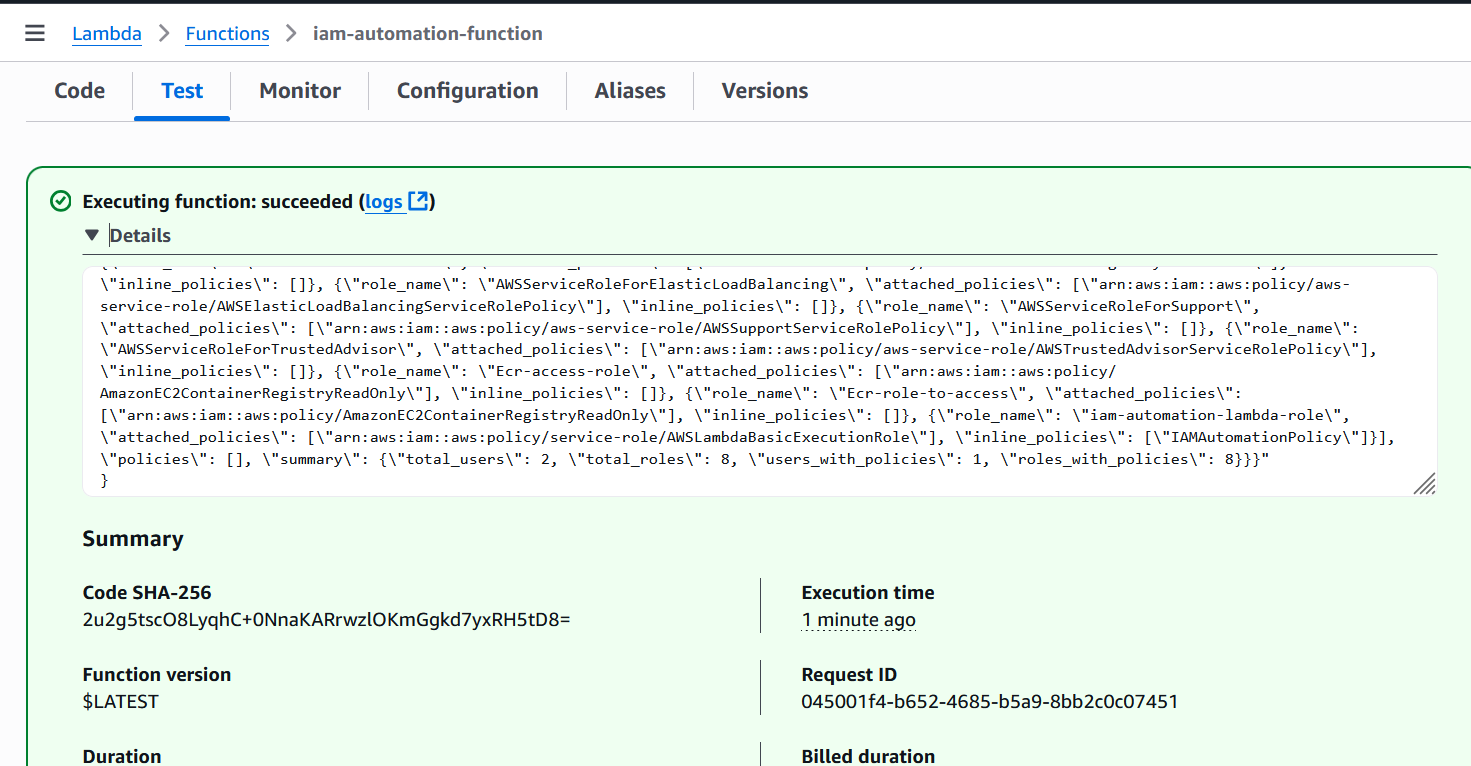 Lambda > Functions > iam-automation-function
Code Test Monitor Configuration Aliases Versions
Executing function: succeeded (logs)
Details
\"inline_policies\": []}, {\"role_name\": \"AWSServiceRoleForElasticLoadBalancing\", \"attached_policies\": [\"arn:aws:iam::aws:policy/aws-
service-role/AWSElasticLoadBalancingServiceRolePolicy\"], \"inline_policies\": []}, {\"role_name\": \"AWSServiceRoleForSupport\",
\"attached_policies\": [\"arn:aws:iam::aws:policy/aws-service-role/AWSSupportServiceRolePolicy\"], \"inline_policies\": []}, {\"role_name\":
\"AWSServiceRoleForTrustedAdvisor\", \"attached_policies\": [\"arn:aws:iam::aws:policy/aws-service-role/AWSTrustedAdvisorServiceRolePolicy\"],
\"inline_policies\": []}, {\"role_name\": \"Ecr-access-role\", \"attached_policies\": [\"arn:aws:iam::aws:policy/
AmazonEC2ContainerRegistryReadOnly\"], \"inline_policies\": []}, {\"role_name\": \"Ecr-role-to-access\", \"attached_policies\":
[\"arn:aws:iam::aws:policy/AmazonEC2ContainerRegistryReadOnly\"], \"inline_policies\": []}, {\"role_name\": \"iam-automation-lambda-role\",
\"attached_policies\": [\"arn:aws:iam::aws:policy/service-role/AWSLambdaBasicExecutionRole\"], \"inline_policies\": [\"IAMAutomationPolicy\"]}],
\"policies\": [], \"summary\": {\"total_users\": 2, \"total_roles\": 8, \"users_with_policies\": 1, \"roles_with_policies\": 8}}}"
}
Summary
Code SHA-256
2u2g5tscO8LyqhC+0NnaKARrwzlOKmGgkd7yxRH5tD8=
Execution time
1 minute ago
Function version
$LATEST
Request ID
045001f4-b652-4685-b5a9-8bb2c0c07451
Duration
Billed duration